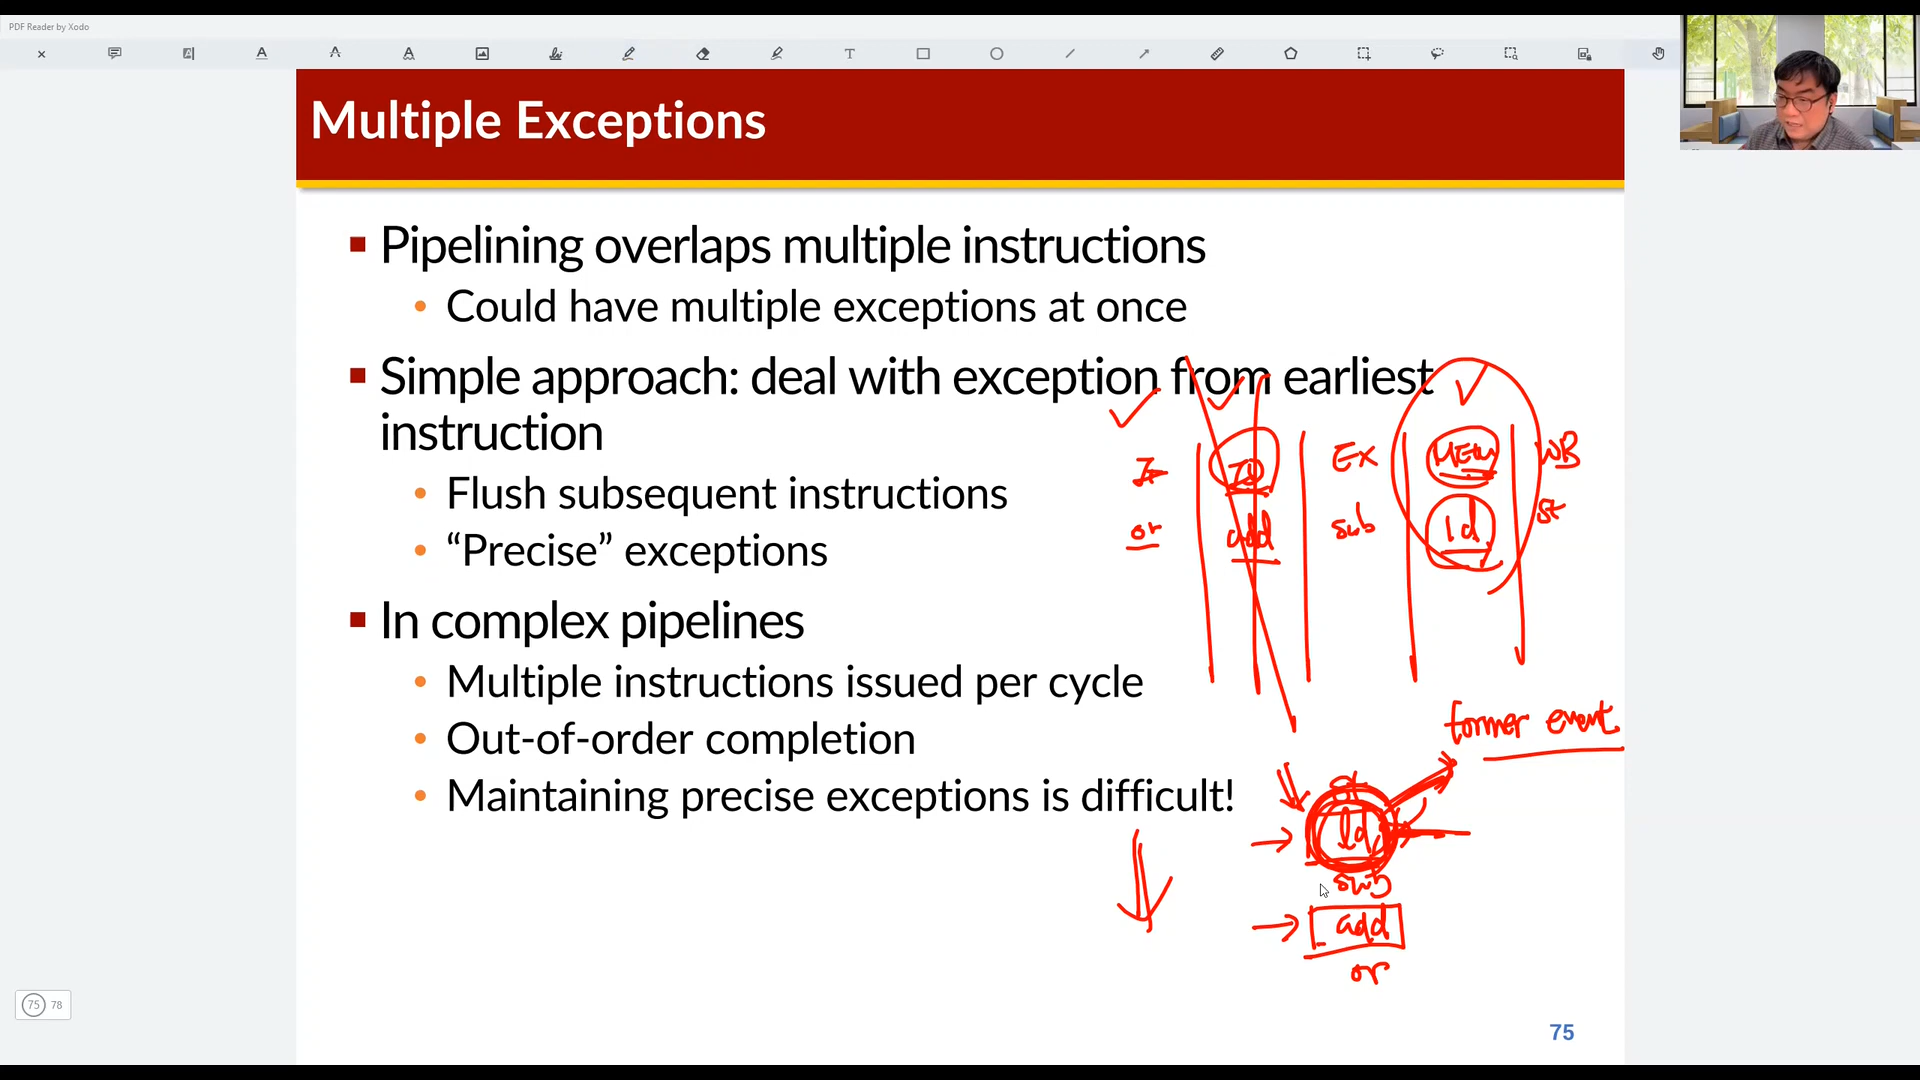 PDF Reader by Xodo
Multiple Exceptions
Pipelining overlaps multiple instructions
Could have multiple exceptions at once
Simple approach: deal with exception from earliest
instruction
Flush subsequent instructions
“Precise” exceptions
In complex pipelines
Multiple instructions issued per cycle
Out-of-order completion
Maintaining precise exceptions is difficult!
IF ID EX MEM WB
or add sub ld st
former event
st
ld
sub
add
or
75 78
75